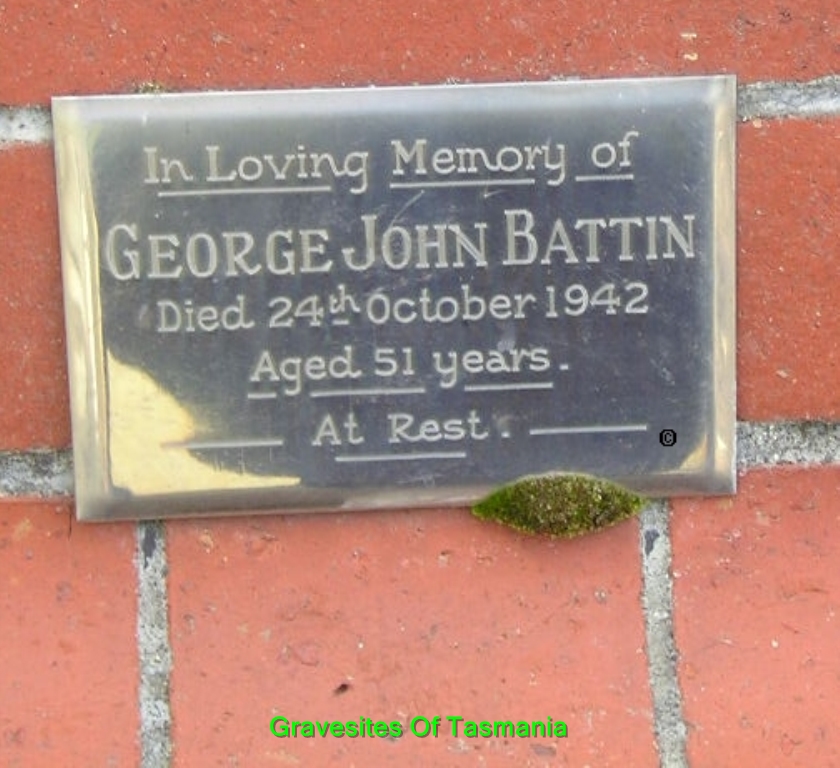 In Loving Memory of
GEORGE JOHN BATTIN
Died 24th October 1942
Aged 51 years.
At Rest.
©
Gravesites Of Tasmania